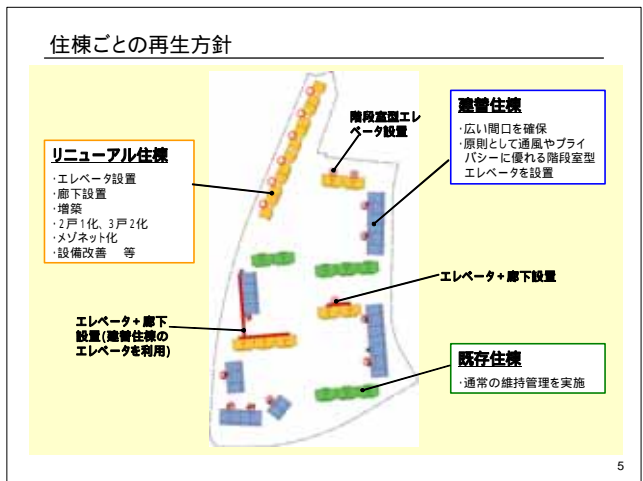 住棟ごとの再生方針
階段室型エレ
ベータ設置
建替住棟
・広い間口を確保
・原則として通風やプライ
バシーに優れる階段室型
エレベータを設置
リニューアル住棟
・エレベータ設置
・廊下設置
・増築
・2戸1化、3戸2化
・メゾネット化
・設備改善 等
エレベータ+廊下設置
エレベータ+廊下
設置(建替住棟の
エレベータを利用)
既存住棟
・通常の維持管理を実施
5